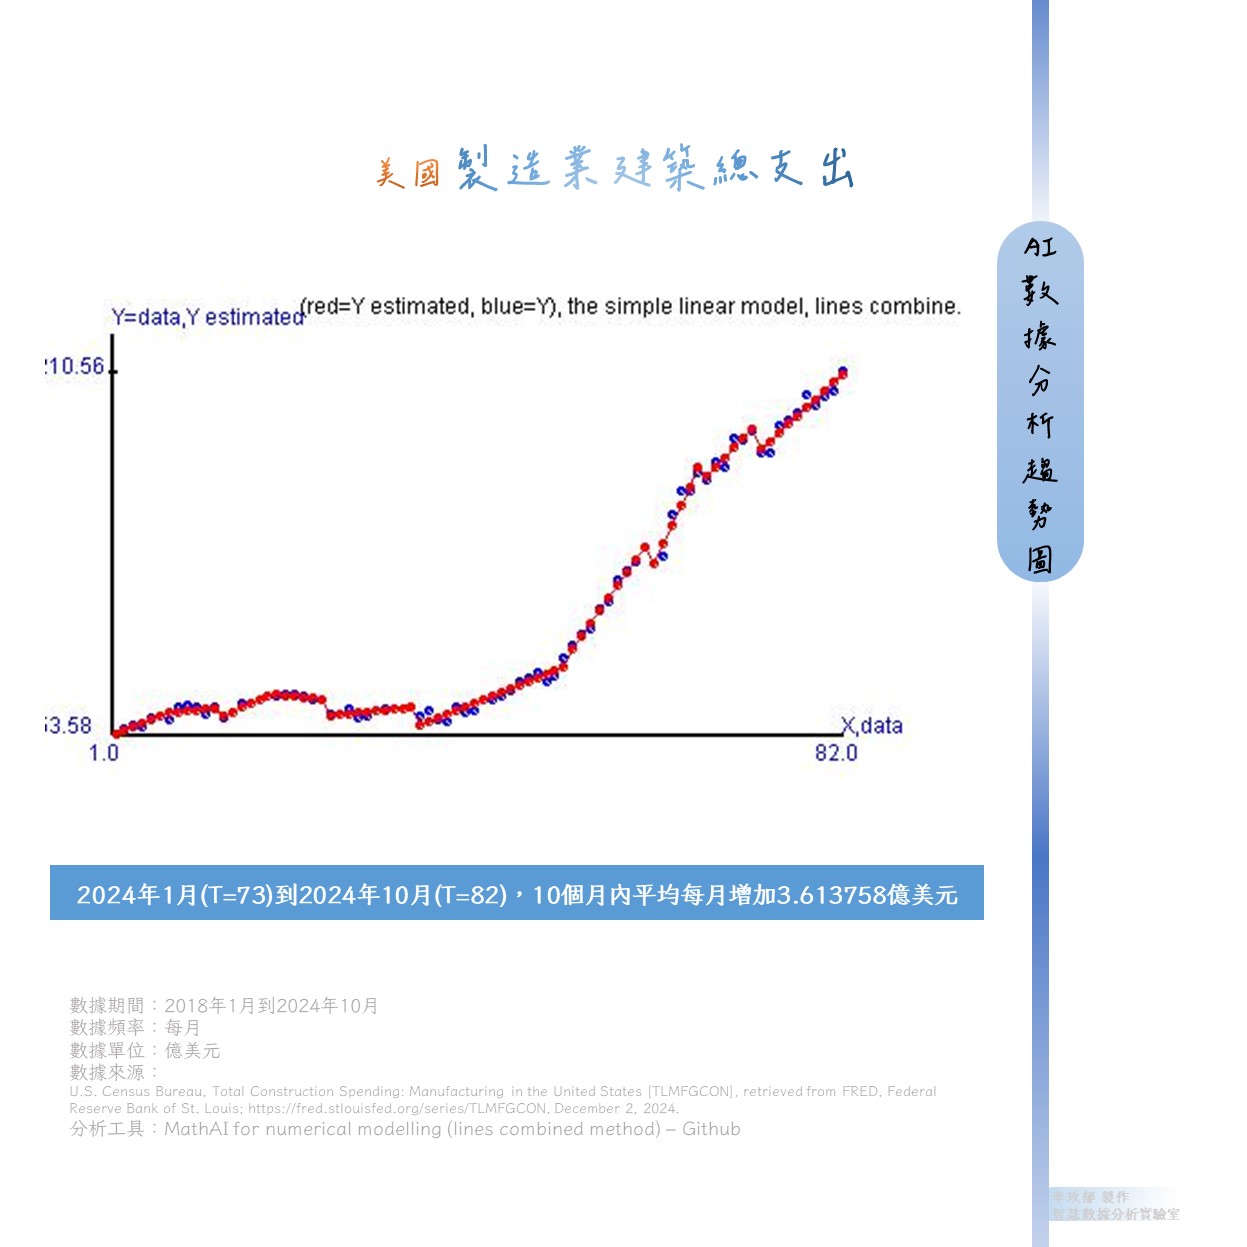 美國製造業建築總支出
AI數據分析趨勢圖
(red=Y estimated, blue=Y), the simple linear model, lines combine.
Y=data,Y estimated
210.56
53.58
X,data
1.0
82.0
2024年1月(T=73)到2024年10月(T=82)，10個月內平均每月增加3.613758億美元
數據期間：2018年1月到2024年10月
數據頻率：每月
數據單位：億美元
數據來源：
U.S. Census Bureau, Total Construction Spending: Manufacturing in the United States [TLMFGCON], retrieved from FRED, Federal
Reserve Bank of St. Louis; https://fred.stlouisfed.org/series/TLMFGCON, December 2, 2024.
分析工具：MathAI for numerical modelling (lines combined method) – Github
製作
數據分析實驗室